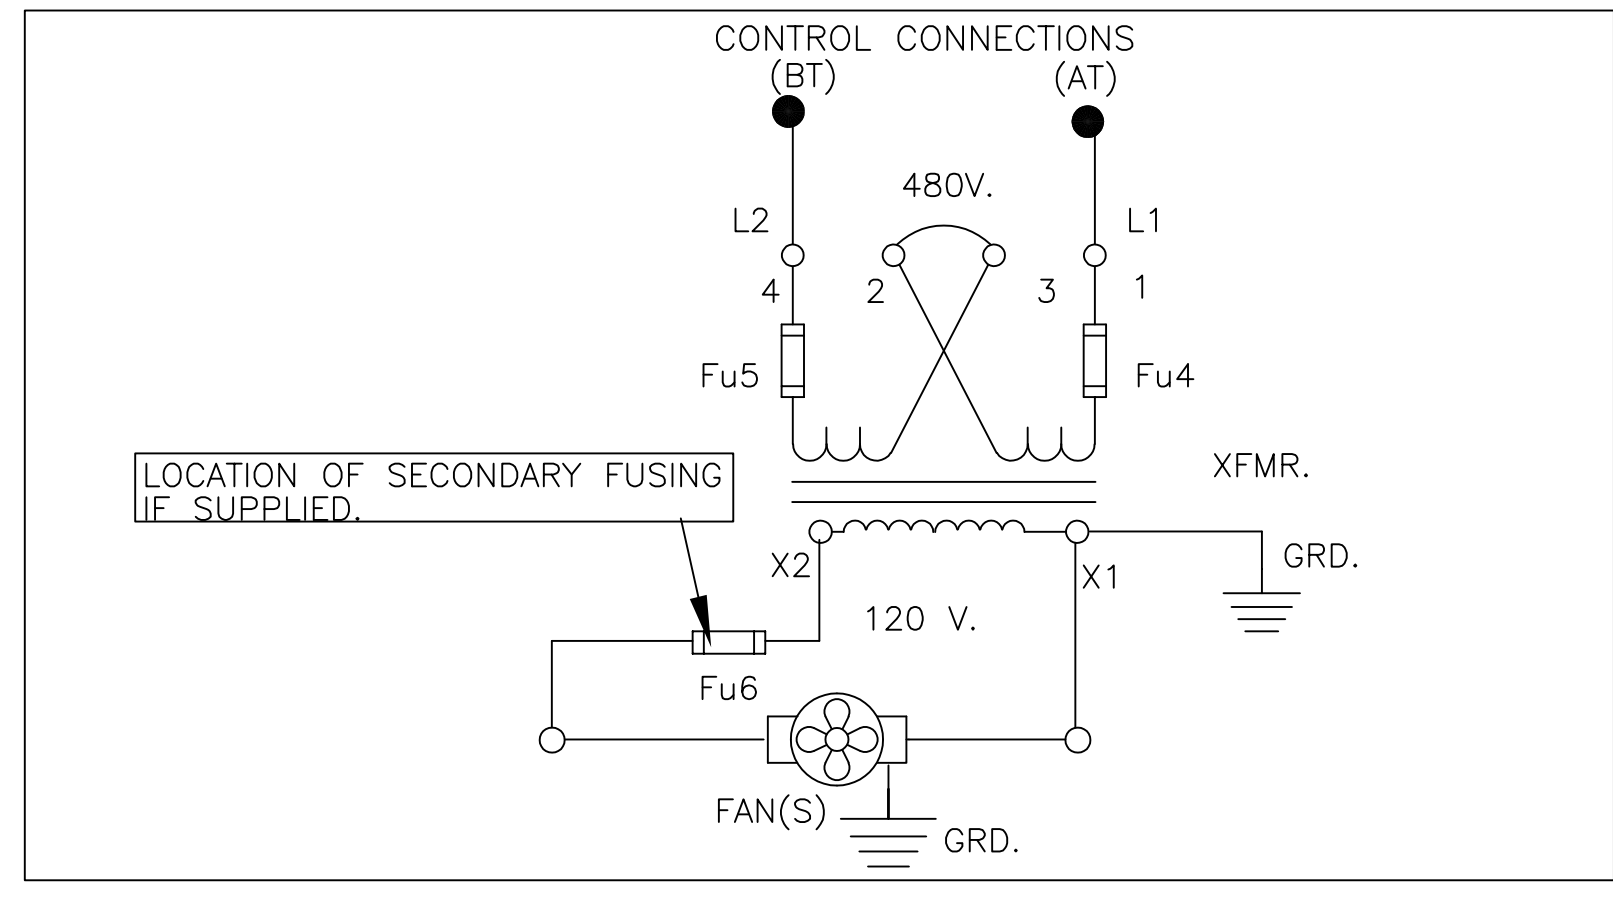 CONTROL CONNECTIONS
(BT)
(AT)
480V.
L2
L1
4
2
3
1
Fu5
Fu4
XFMR.
LOCATION OF SECONDARY FUSING
IF SUPPLIED.
X2
X1
GRD.
120 V.
Fu6
FAN(S)
GRD.